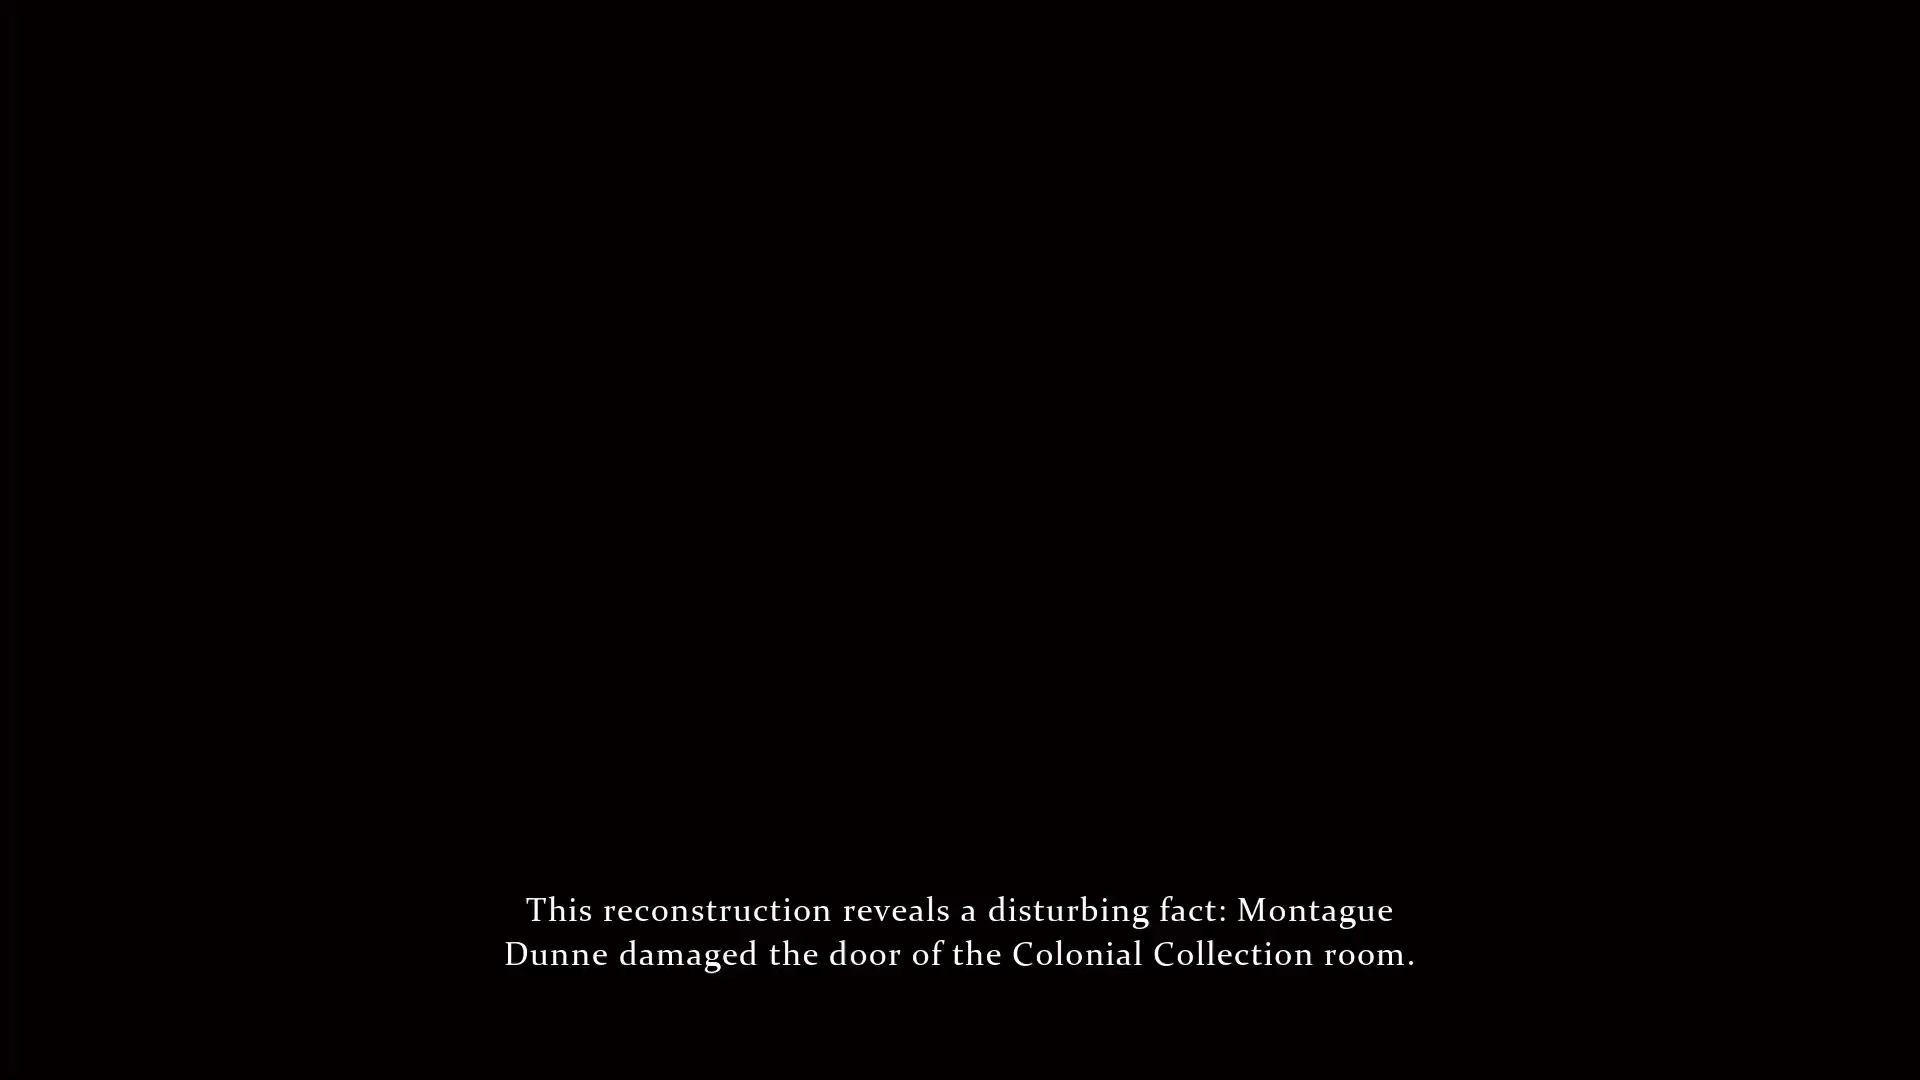 This reconstruction reveals a disturbing fact: Montague
Dunne damaged the door of the Colonial Collection room.